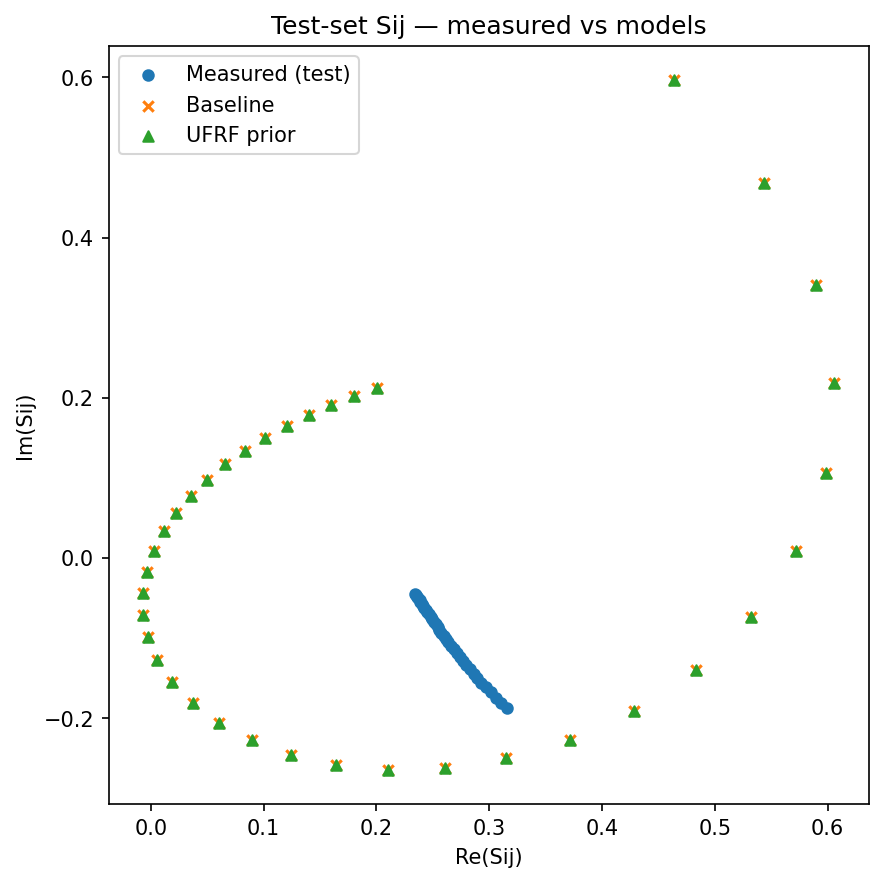 Test-set Sij — measured vs models
Measured (test)
Baseline
UFRF prior
0.6
0.4
0.2
0.0
−0.2
Im(Sij)
0.0 0.1 0.2 0.3 0.4 0.5 0.6
Re(Sij)